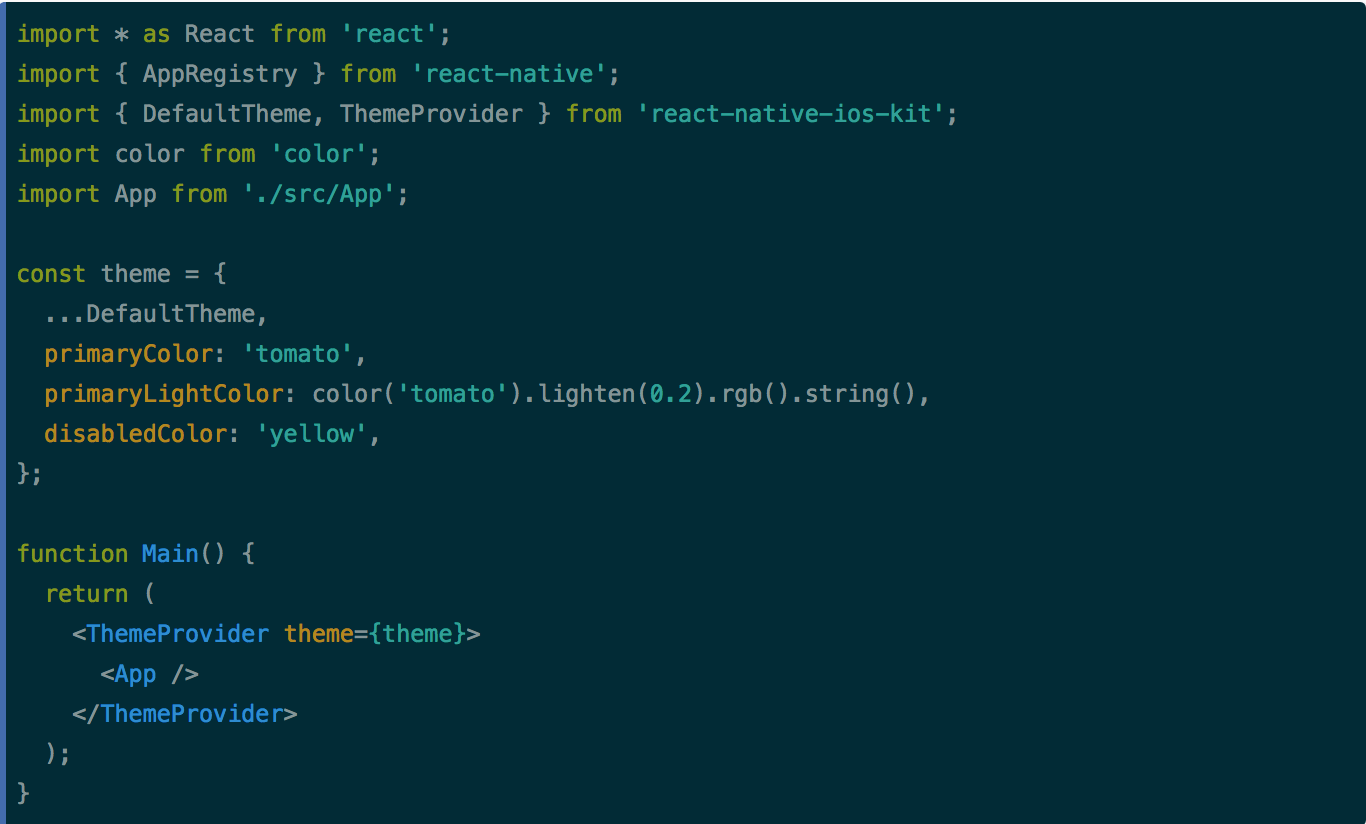 import * as React from 'react';
import { AppRegistry } from 'react-native';
import { DefaultTheme, ThemeProvider } from 'react-native-ios-kit';
import color from 'color';
import App from './src/App';

const theme = {
  ...DefaultTheme,
  primaryColor: 'tomato',
  primaryLightColor: color('tomato').lighten(0.2).rgb().string(),
  disabledColor: 'yellow',
};

function Main() {
  return (
    <ThemeProvider theme={theme}>
      <App />
    </ThemeProvider>
  );
}